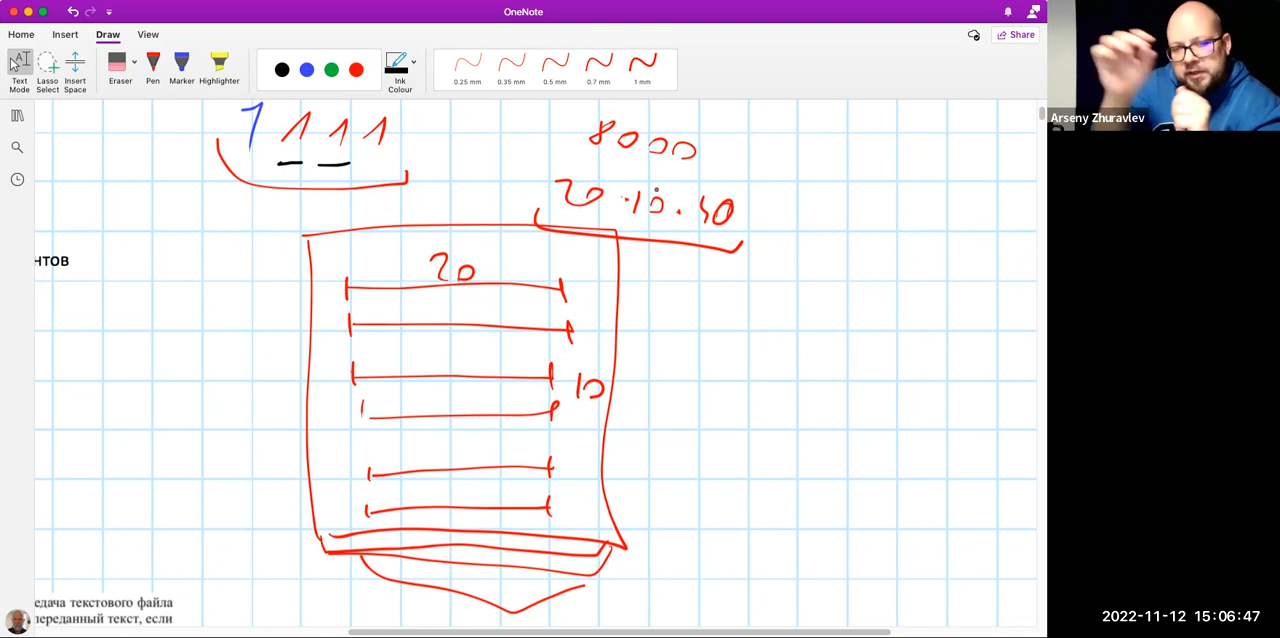 OneNote
Home Insert Draw View
Share
Text Mode
Lasso Select
Insert Space
Eraser
Pen
Marker
Highlighter
Ink Colour
0.25 mm
0.35 mm
0.5 mm
0.7 mm
1 mm
Arseny Zhuravlev
1 1 1 1
8000
20 · 10 · 40
нтов
20
10
едача текстового файла
переданный текст, если
2022-11-12 15:06:47